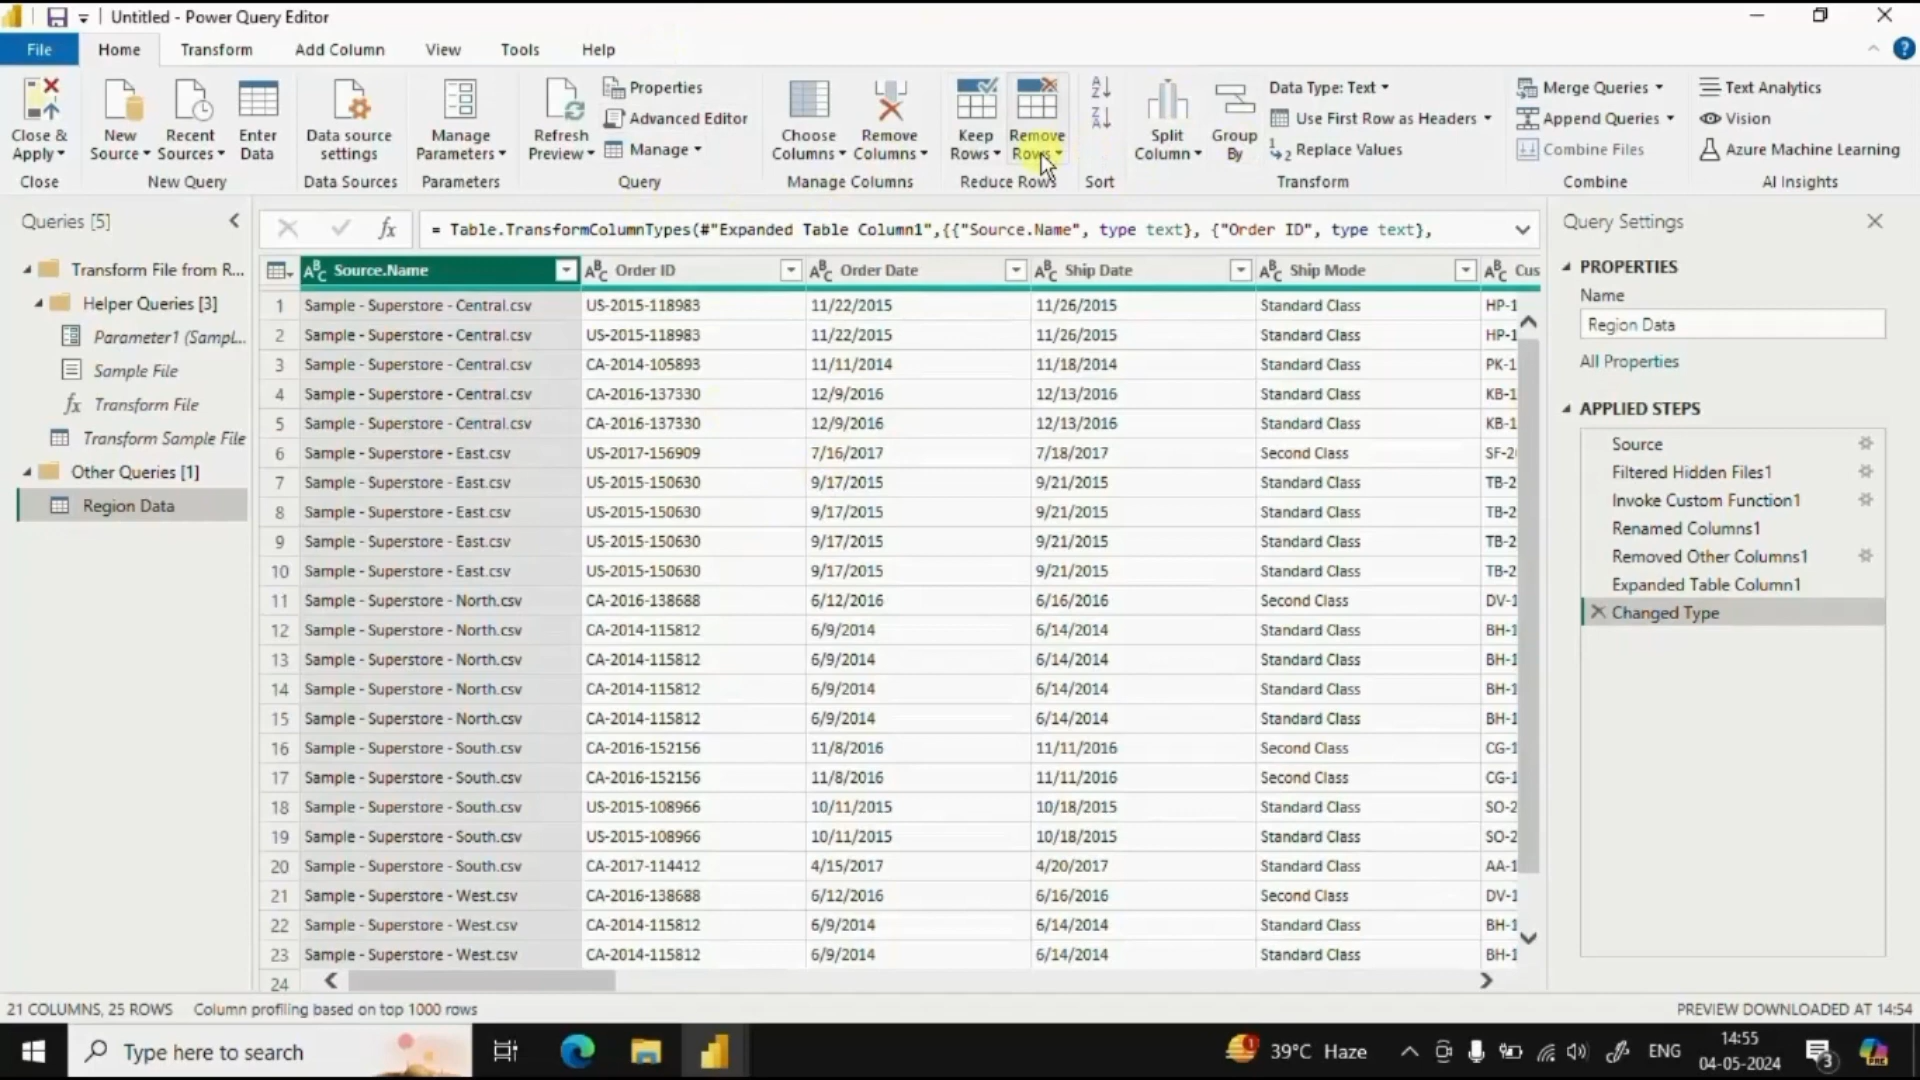 Untitled - Power Query Editor
File Home Transform Add Column View Tools Help
Close & Apply
Close
New Source
Recent Sources
Enter Data
New Query
Data source settings
Data Sources
Manage Parameters
Parameters
Refresh Preview
Properties
Advanced Editor
Manage
Query
Choose Columns
Remove Columns
Manage Columns
Keep Rows
Remove Rows
Reduce Rows
Sort
Split Column
Group By
Data Type: Text
Use First Row as Headers
Replace Values
Transform
Merge Queries
Append Queries
Combine Files
Combine
Text Analytics
Vision
Azure Machine Learning
AI Insights
Queries [5]
Transform File from R...
Helper Queries [3]
Parameter1 (Sampl...
Sample File
fx Transform File
Transform Sample File
Other Queries [1]
Region Data
fx = Table.TransformColumnTypes(#"Expanded Table Column1",{{"Source.Name", type text}, {"Order ID", type text},
Source.Name Order ID Order Date Ship Date Ship Mode Cus
1 Sample - Superstore - Central.csv US-2015-118983 11/22/2015 11/26/2015 Standard Class HP-1
2 Sample - Superstore - Central.csv US-2015-118983 11/22/2015 11/26/2015 Standard Class HP-1
3 Sample - Superstore - Central.csv CA-2014-105893 11/11/2014 11/18/2014 Standard Class PK-1
4 Sample - Superstore - Central.csv CA-2016-137330 12/9/2016 12/13/2016 Standard Class KB-1
5 Sample - Superstore - Central.csv CA-2016-137330 12/9/2016 12/13/2016 Standard Class KB-1
6 Sample - Superstore - East.csv US-2017-156909 7/16/2017 7/18/2017 Second Class SF-2
7 Sample - Superstore - East.csv US-2015-150630 9/17/2015 9/21/2015 Standard Class TB-2
8 Sample - Superstore - East.csv US-2015-150630 9/17/2015 9/21/2015 Standard Class TB-2
9 Sample - Superstore - East.csv US-2015-150630 9/17/2015 9/21/2015 Standard Class TB-2
10 Sample - Superstore - East.csv US-2015-150630 9/17/2015 9/21/2015 Standard Class TB-2
11 Sample - Superstore - North.csv CA-2016-138688 6/12/2016 6/16/2016 Second Class DV-1
12 Sample - Superstore - North.csv CA-2014-115812 6/9/2014 6/14/2014 Standard Class BH-1
13 Sample - Superstore - North.csv CA-2014-115812 6/9/2014 6/14/2014 Standard Class BH-1
14 Sample - Superstore - North.csv CA-2014-115812 6/9/2014 6/14/2014 Standard Class BH-1
15 Sample - Superstore - North.csv CA-2014-115812 6/9/2014 6/14/2014 Standard Class BH-1
16 Sample - Superstore - South.csv CA-2016-152156 11/8/2016 11/11/2016 Second Class CG-1
17 Sample - Superstore - South.csv CA-2016-152156 11/8/2016 11/11/2016 Second Class CG-1
18 Sample - Superstore - South.csv US-2015-108966 10/11/2015 10/18/2015 Standard Class SO-2
19 Sample - Superstore - South.csv US-2015-108966 10/11/2015 10/18/2015 Standard Class SO-2
20 Sample - Superstore - South.csv CA-2017-114412 4/15/2017 4/20/2017 Standard Class AA-1
21 Sample - Superstore - West.csv CA-2016-138688 6/12/2016 6/16/2016 Second Class DV-1
22 Sample - Superstore - West.csv CA-2014-115812 6/9/2014 6/14/2014 Standard Class BH-1
23 Sample - Superstore - West.csv CA-2014-115812 6/9/2014 6/14/2014 Standard Class BH-1
24
Query Settings
PROPERTIES
Name
Region Data
All Properties
APPLIED STEPS
Source
Filtered Hidden Files1
Invoke Custom Function1
Renamed Columns1
Removed Other Columns1
Expanded Table Column1
Changed Type
21 COLUMNS, 25 ROWS Column profiling based on top 1000 rows PREVIEW DOWNLOADED AT 14:54
Type here to search 39°C Haze ENG
14:55
04-05-2024
3